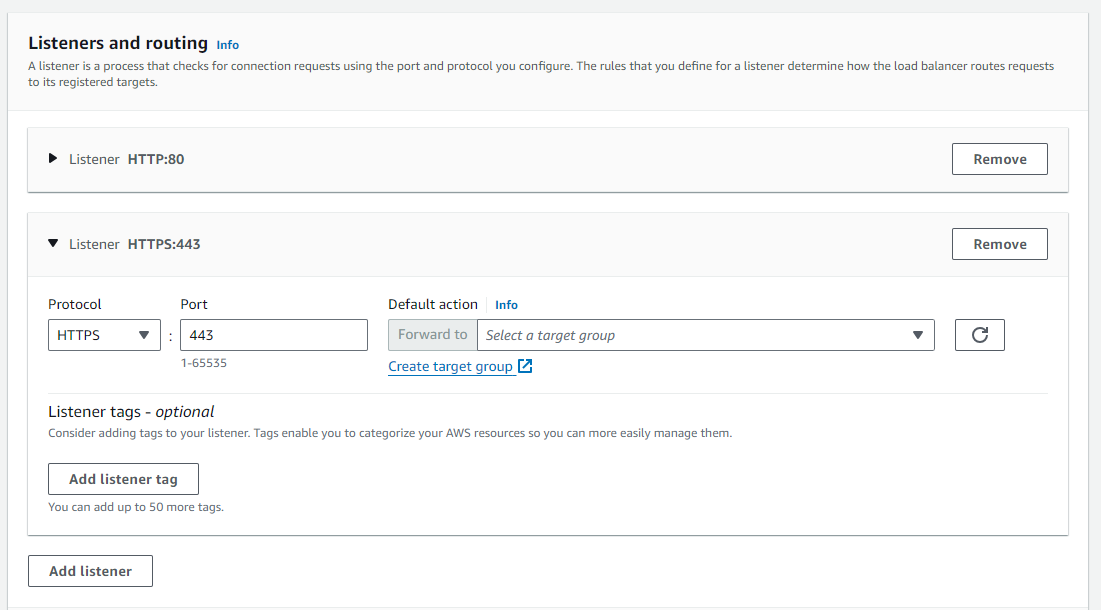 Listeners and routing Info
A listener is a process that checks for connection requests using the port and protocol you configure. The rules that you define for a listener determine how the load balancer routes requests
to its registered targets.
Listener HTTP:80
Remove
Listener HTTPS:443
Remove
Protocol
Port
Default action
Info
HTTPS
:
443
Forward to
Select a target group
1-65535
Create target group
Listener tags - optional
Consider adding tags to your listener. Tags enable you to categorize your AWS resources so you can more easily manage them.
Add listener tag
You can add up to 50 more tags.
Add listener